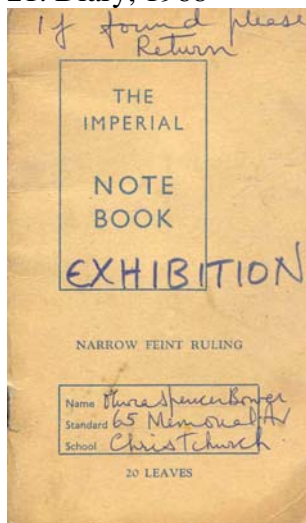 21. Diary, 1968
If found please
Return
THE
IMPERIAL
NOTE
BOOK
EXHIBITION
NARROW FEINT RULING
Name Olivia Spencer Bower
Standard 65 Memorial Av
School Christchurch
20 LEAVES